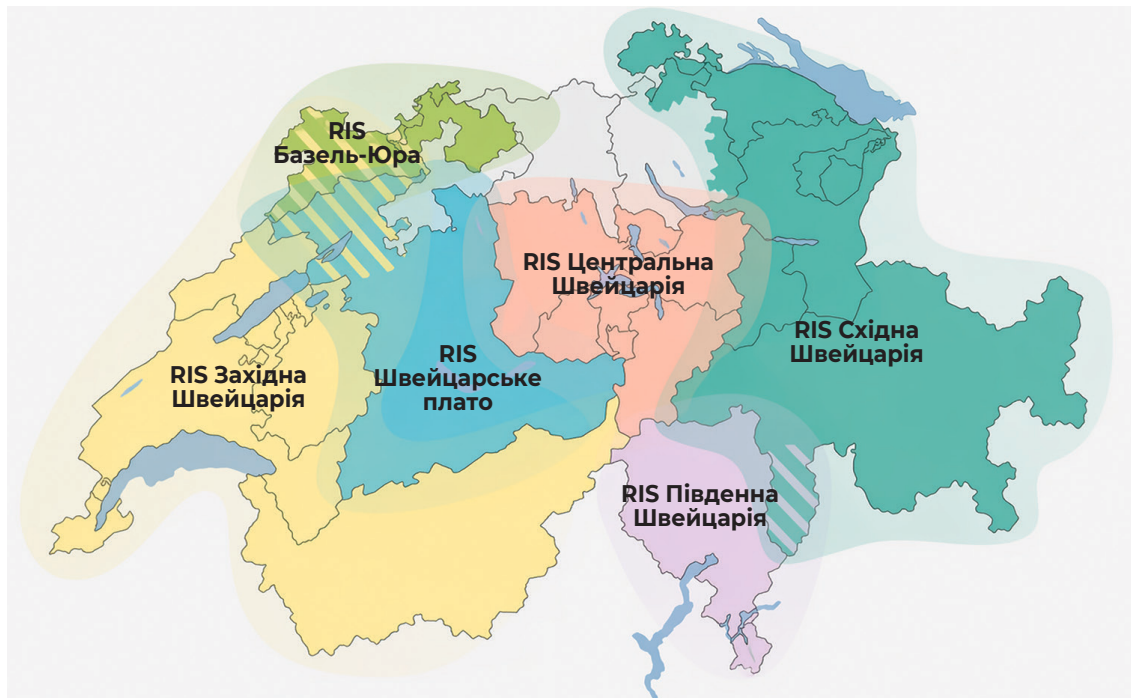 RIS
Базель-Юра
RIS Центральна
Швейцарія
RIS Східна
Швейцарія
RIS Західна
Швейцарія
RIS
Швейцарське
плато
RIS Південна
Швейцарія